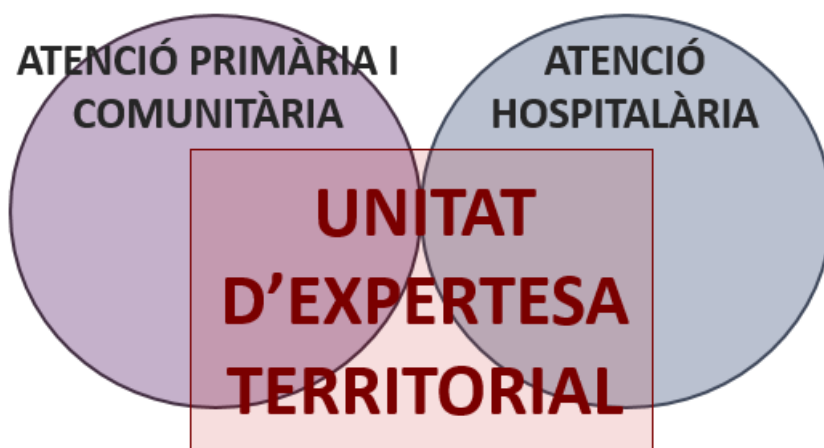 ATENCIÓ PRIMÀRIA I
COMUNITÀRIA
ATENCIÓ
HOSPITALÀRIA
UNITAT
D’EXPERTESA
TERRITORIAL